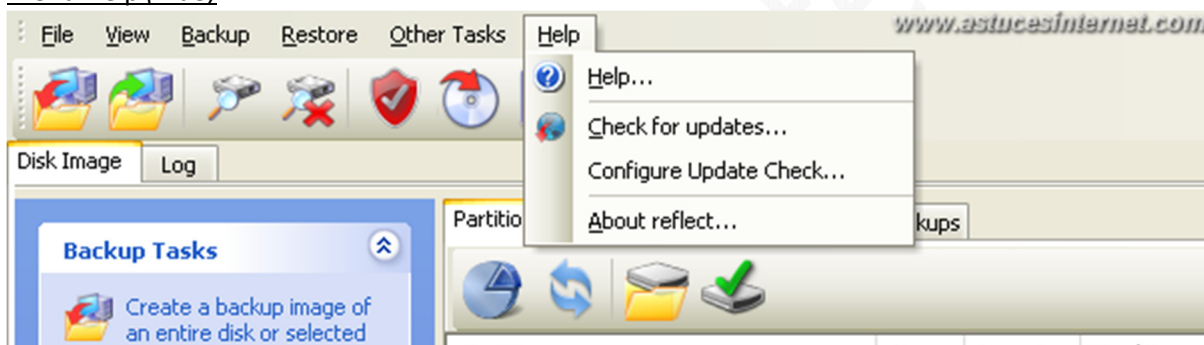 www.astucesinternet.com
File View Backup Restore Other Tasks Help
Help...
Check for updates...
Configure Update Check...
About reflect...
Disk Image Log
Backup Tasks
Create a backup image of
an entire disk or selected